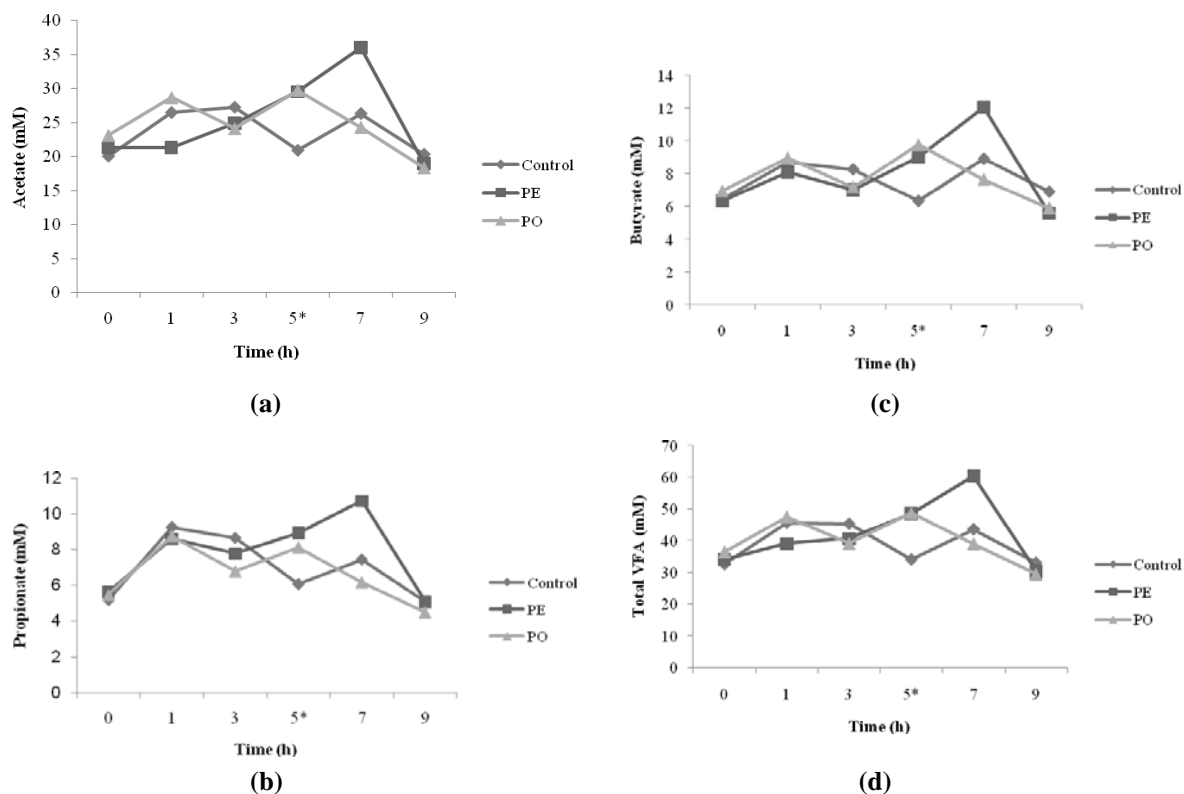 40
35
30
25
20
15
10
5
0
Acetate (mM)
0 1 3 5* 7 9
Time (h)
Control
PE
PO
(a)
14
12
10
8
6
4
2
0
Butyrate (mM)
0 1 3 5* 7 9
Time (h)
Control
PE
PO
(c)
12
10
8
6
4
2
0
Propionate (mM)
0 1 3 5* 7 9
Time (h)
Control
PE
PO
(b)
70
60
50
40
30
20
10
0
Total VFA (mM)
0 1 3 5* 7 9
Time (h)
Control
PE
PO
(d)